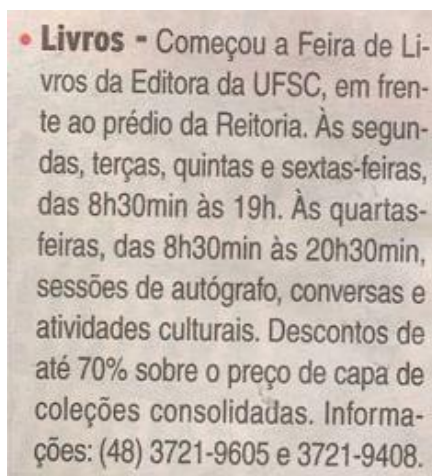 • Livros - Começou a Feira de Li-
vros da Editora da UFSC, em fren-
te ao prédio da Reitoria. Às segun-
das, terças, quintas e sextas-feiras,
das 8h30min às 19h. Às quartas-
feiras, das 8h30min às 20h30min,
sessões de autógrafo, conversas e
atividades culturais. Descontos de
até 70% sobre o preço de capa de
coleções consolidadas. Informa-
ções: (48) 3721-9605 e 3721-9408.